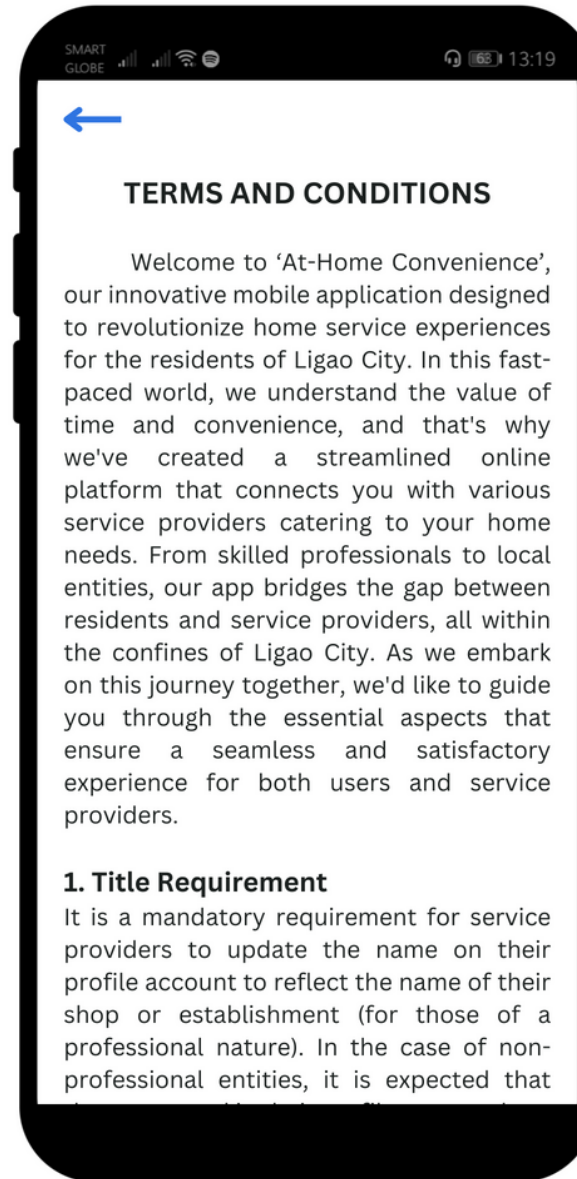 SMART
GLOBE
63 13:19
TERMS AND CONDITIONS
Welcome to ‘At-Home Convenience’,
our innovative mobile application designed
to revolutionize home service experiences
for the residents of Ligao City. In this fast-
paced world, we understand the value of
time and convenience, and that's why
we've created a streamlined online
platform that connects you with various
service providers catering to your home
needs. From skilled professionals to local
entities, our app bridges the gap between
residents and service providers, all within
the confines of Ligao City. As we embark
on this journey together, we'd like to guide
you through the essential aspects that
ensure a seamless and satisfactory
experience for both users and service
providers.
1. Title Requirement
It is a mandatory requirement for service
providers to update the name on their
profile account to reflect the name of their
shop or establishment (for those of a
professional nature). In the case of non-
professional entities, it is expected that